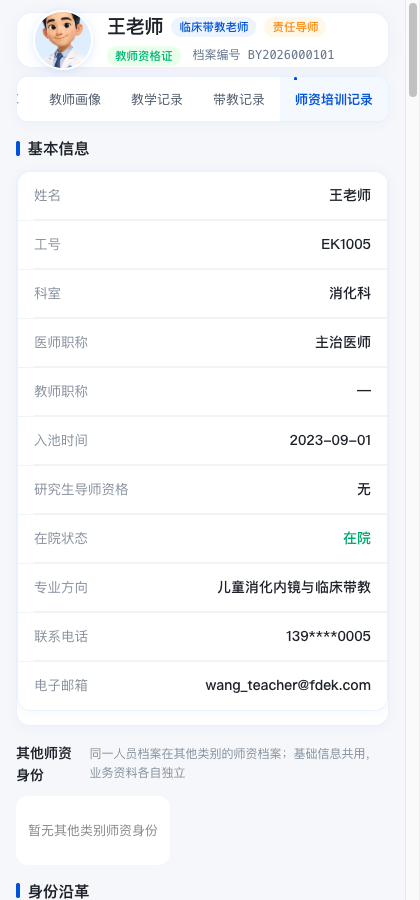 王老师 临床带教老师 责任导师
教师资格证 档案编号 BY2026000101
教师画像 教学记录 带教记录 师资培训记录
基本信息
姓名 王老师
工号 EK1005
科室 消化科
医师职称 主治医师
教师职称 —
入池时间 2023-09-01
研究生导师资格 无
在院状态 在院
专业方向 儿童消化内镜与临床带教
联系电话 139****0005
电子邮箱 wang_teacher@fdek.com
其他师资身份 同一人员档案在其他类别的师资档案；基础信息共用，
业务资料各自独立
暂无其他类别师资身份
身份沿革